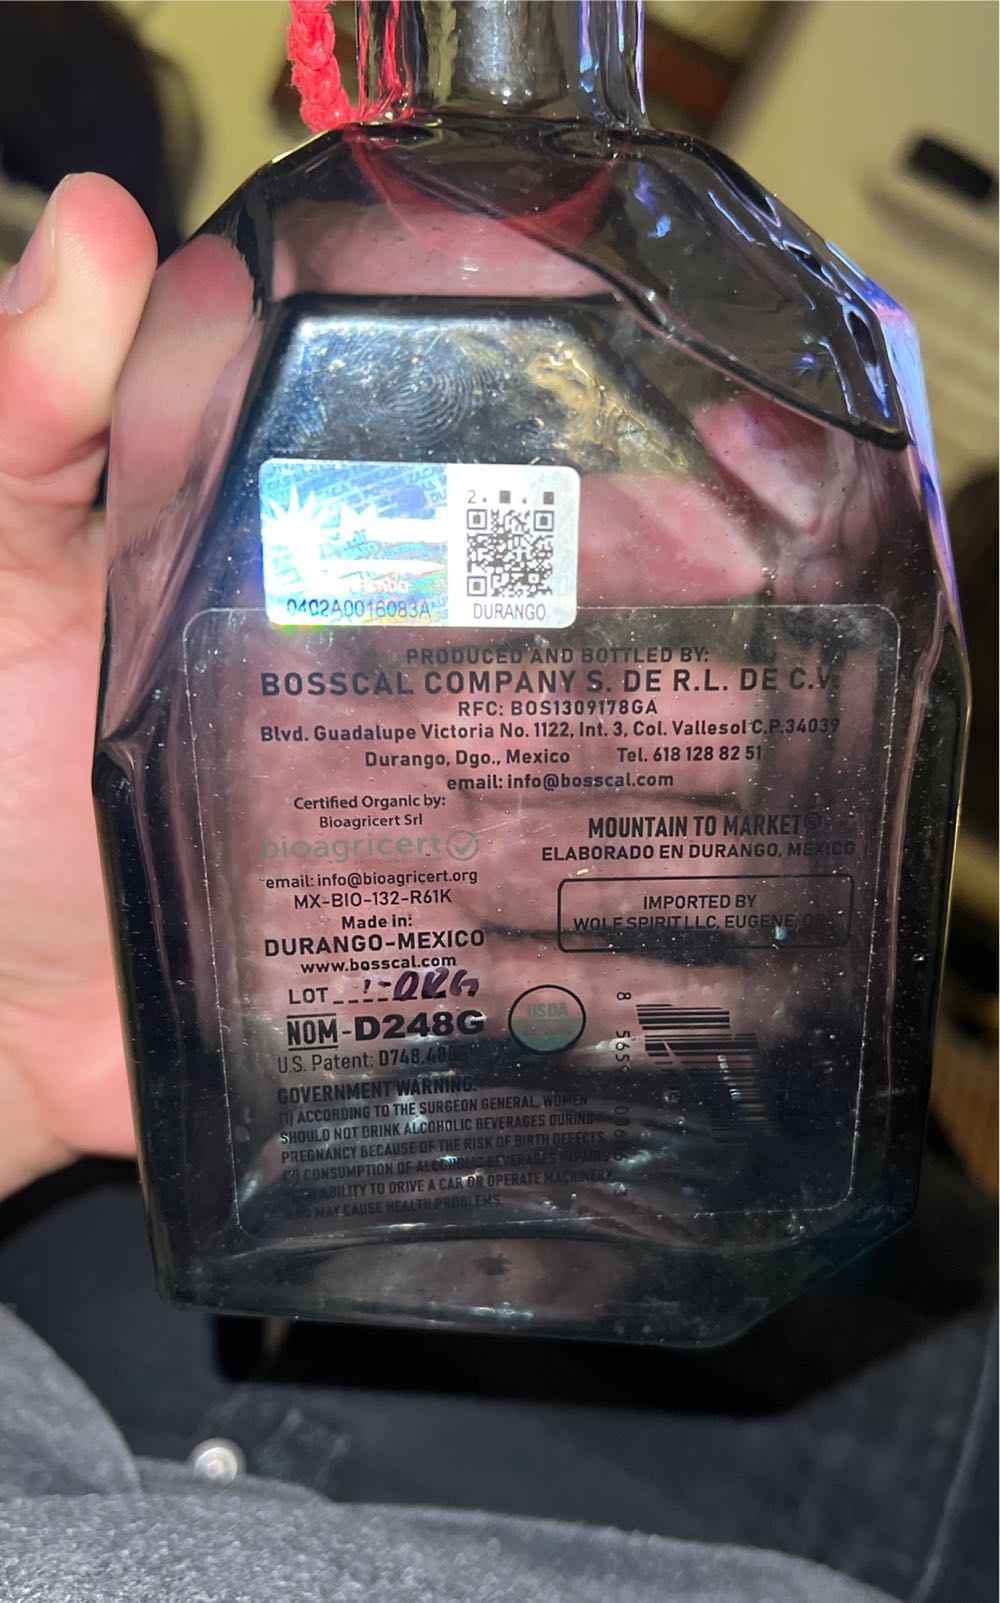 DURANGO
0402A0016083A
PRODUCED AND BOTTLED BY:
BOSSCAL COMPANY S. DE R.L. DE C.V.
RFC: BOS1309178GA
Blvd. Guadalupe Victoria No. 1122, Int. 3, Col. Vallesol C.P.34039
Durango, Dgo., Mexico Tel. 618 128 82 51
email: info@bosscal.com
Certified Organic by:
Bioagricert Srl
bioagricert
email: info@bioagricert.org
MX-BIO-132-R61K
Made in:
DURANGO-MEXICO
www.bosscal.com
LOT
NOM-D248G
U.S. Patent:
MOUNTAIN TO MARKET®
ELABORADO EN DURANGO, MEXICO
IMPORTED BY
WOLF SPIRIT LLC, EUGENE, OR
USDA
GOVERNMENT WARNING:
(1) ACCORDING TO THE SURGEON GENERAL, WOMEN
SHOULD NOT DRINK ALCOHOLIC BEVERAGES DURING
PREGNANCY BECAUSE OF THE RISK OF BIRTH DEFECTS.
(2) CONSUMPTION OF ALCOHOLIC BEVERAGES IMPAIRS
ABILITY TO DRIVE A CAR OR OPERATE MACHINERY,
AND MAY CAUSE HEALTH PROBLEMS.